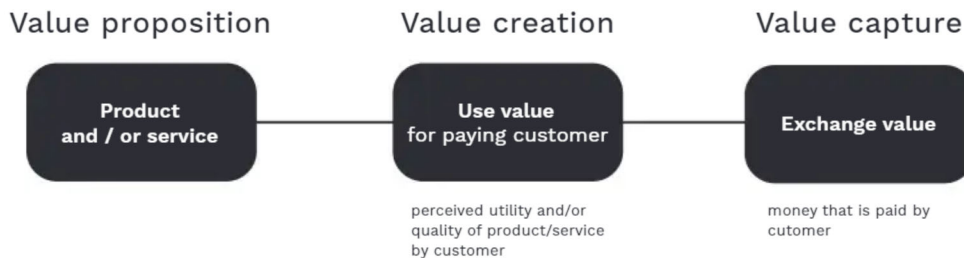 Value proposition
Value creation
Value capture
Product
and / or service
Use value
for paying customer
Exchange value
perceived utility and/or
quality of product/service
by customer
money that is paid by
cutomer